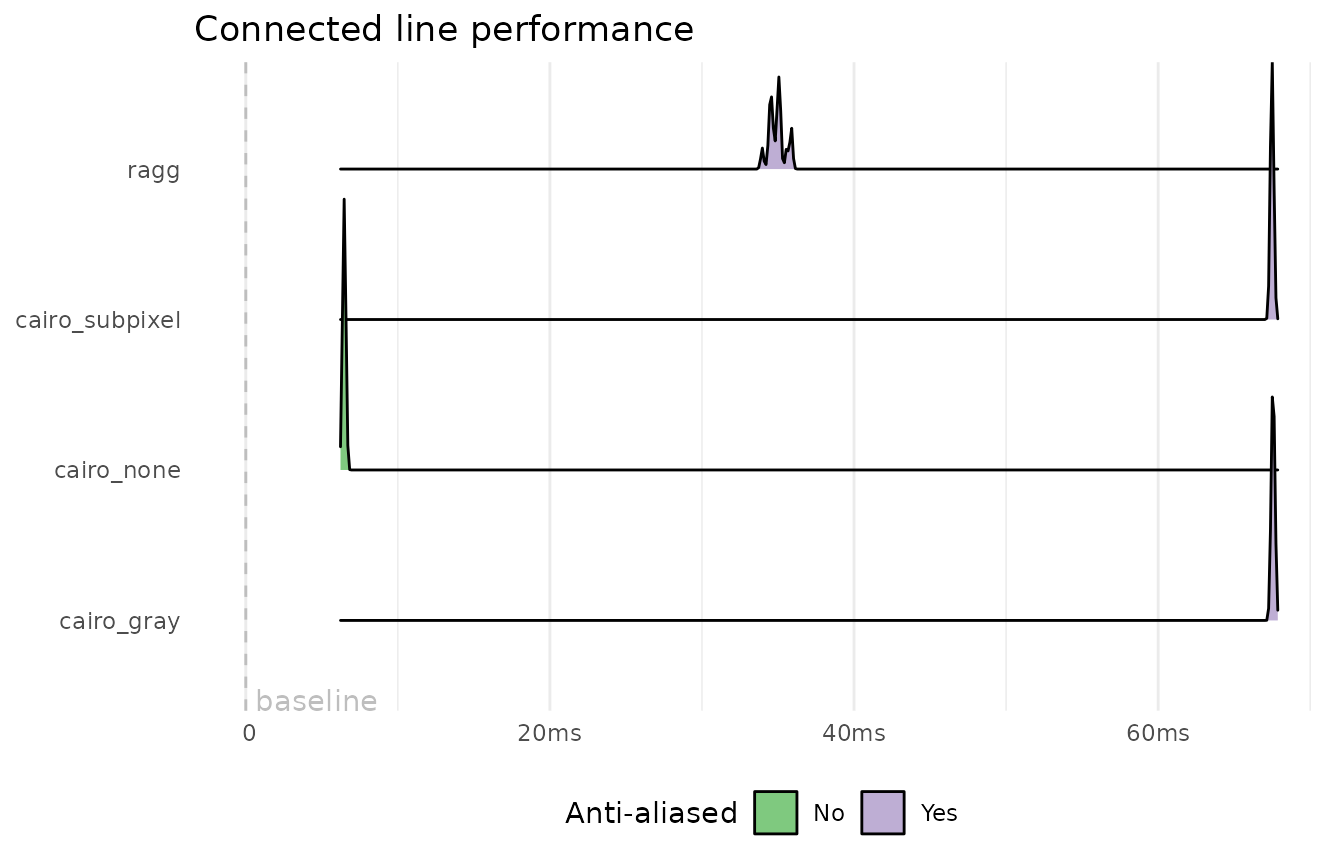 Connected line performance
ragg
cairo_subpixel
cairo_none
cairo_gray
baseline
0 20ms 40ms 60ms
Anti-aliased No Yes